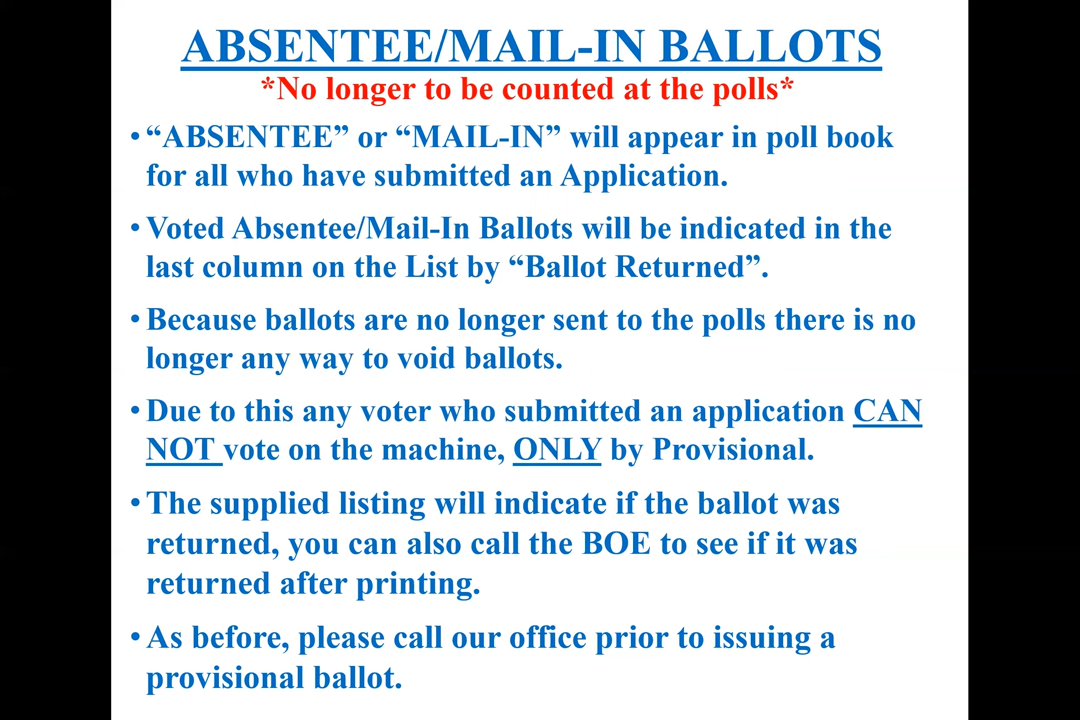 ABSENTEE/MAIL-IN BALLOTS
*No longer to be counted at the polls*
• “ABSENTEE” or “MAIL-IN” will appear in poll book
for all who have submitted an Application.
• Voted Absentee/Mail-In Ballots will be indicated in the
last column on the List by “Ballot Returned”.
• Because ballots are no longer sent to the polls there is no
longer any way to void ballots.
• Due to this any voter who submitted an application CAN
NOT vote on the machine, ONLY by Provisional.
• The supplied listing will indicate if the ballot was
returned, you can also call the BOE to see if it was
returned after printing.
• As before, please call our office prior to issuing a
provisional ballot.